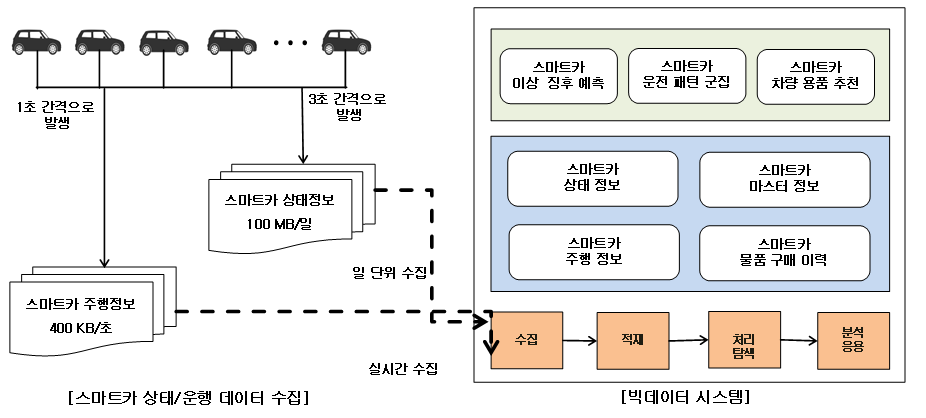 1초 간격으로
발생
3초 간격으로
발생
스마트카 상태정보
100 MB/일
일 단위 수집
스마트카 주행정보
400 KB/초
실시간 수집
[스마트카 상태/운행 데이터 수집]
스마트카
이상 징후 예측
스마트카
운전 패턴 군집
스마트카
차량 용품 추천
스마트카
상태 정보
스마트카
마스터 정보
스마트카
주행 정보
스마트카
물품 구매 이력
수집
적재
처리
탐색
분석
응용
[빅데이터 시스템]